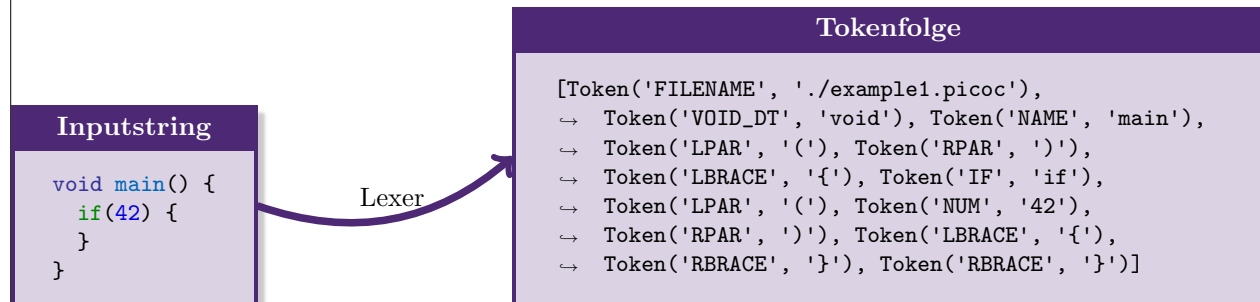 Inputstring
void main() {
  if(42) {
  }
}
Lexer
Tokenfolge
[Token('FILENAME', './example1.picoc'),
↪ Token('VOID_DT', 'void'), Token('NAME', 'main'),
↪ Token('LPAR', '('), Token('RPAR', ')'),
↪ Token('LBRACE', '{'), Token('IF', 'if'),
↪ Token('LPAR', '('), Token('NUM', '42'),
↪ Token('RPAR', ')'), Token('LBRACE', '{'),
↪ Token('RBRACE', '}'), Token('RBRACE', '}')]